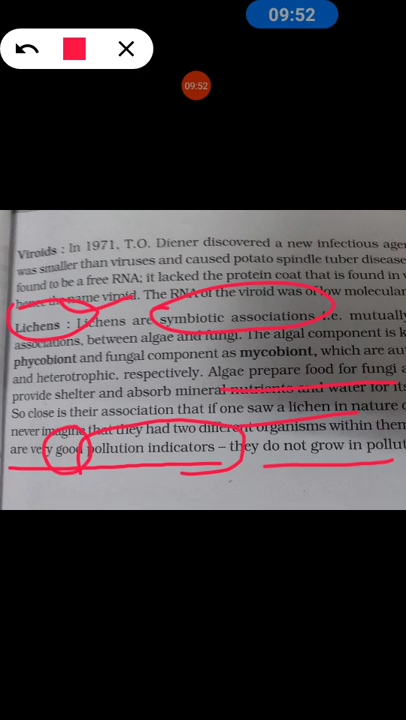 09:52
09:52
Viroids : In 1971, T.O. Diener discovered a new infectious
was smaller than viruses and caused potato spindle tuber disease
found to be a free RNA; it lacked the protein coat that is found in
hence the name viroid. The RNA of the viroid was of low molecular
Lichens : Lichens are symbiotic associations i.e. mutually
associations, between algae and fungi. The algal component is
phycobiont and fungal component as mycobiont, which are
and heterotrophic, respectively. Algae prepare food for fungi
provide shelter and absorb mineral nutrients and water for its
So close is their association that if one saw a lichen in nature
never imagine that they had two different organisms within them
are very good pollution indicators – they do not grow in